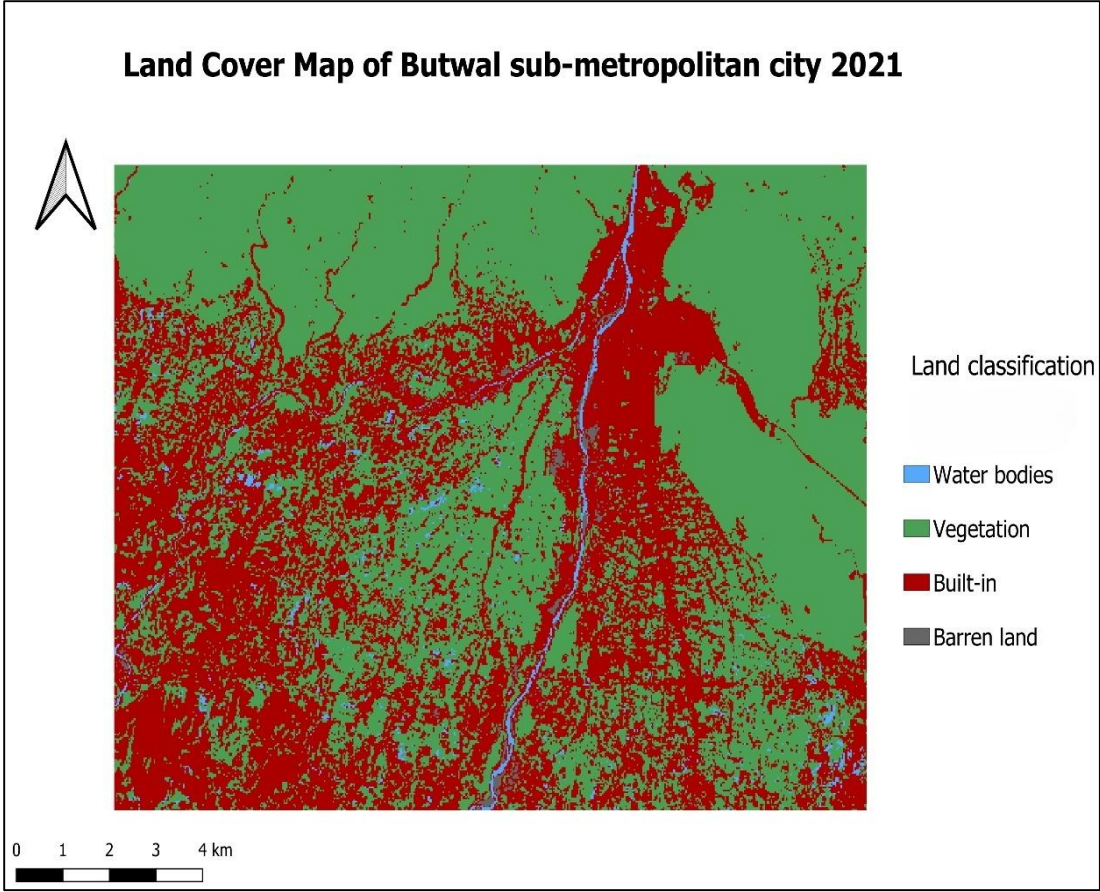 Land Cover Map of Butwal sub-metropolitan city 2021
Land classification
Water bodies
Vegetation
Built-in
Barren land
0 1 2 3 4 km